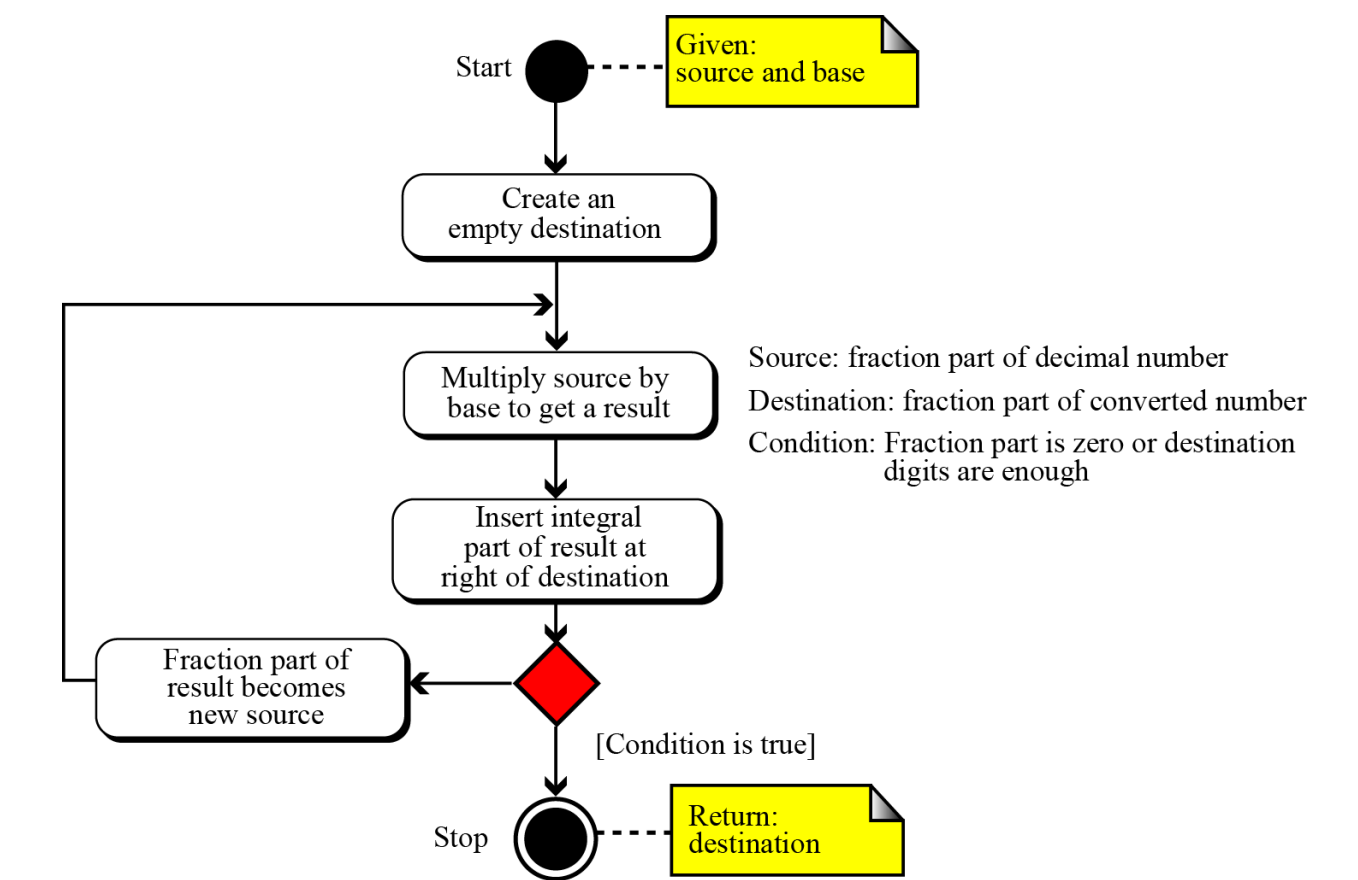 Start
Given:
source and base
Create an
empty destination
Multiply source by
base to get a result
Source: fraction part of decimal number
Destination: fraction part of converted number
Condition: Fraction part is zero or destination
digits are enough
Insert integral
part of result at
right of destination
Fraction part of
result becomes
new source
[Condition is true]
Stop
Return:
destination